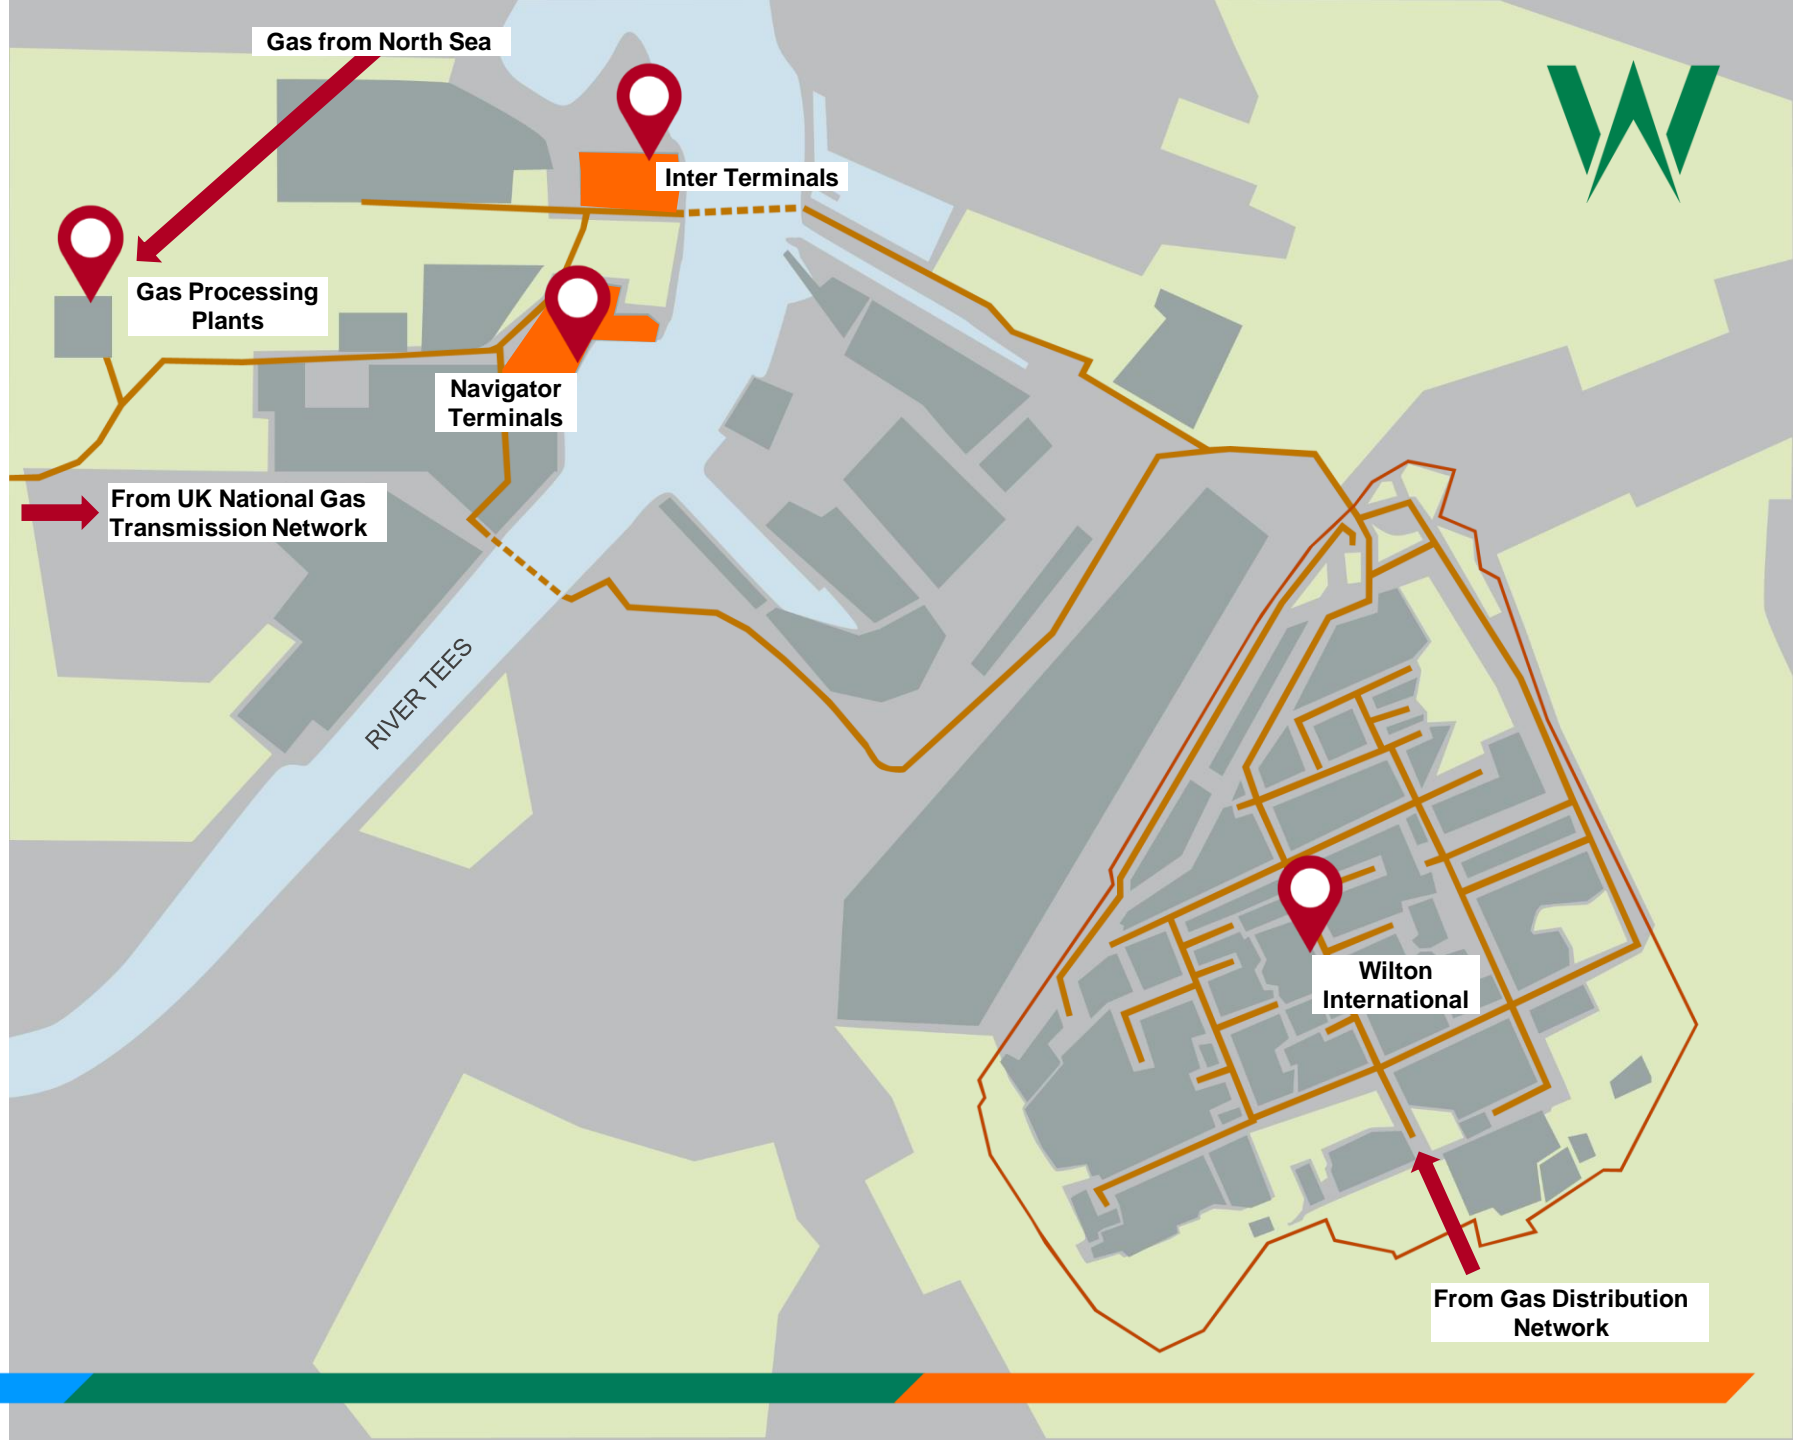 Gas from North Sea
Inter Terminals
Gas Processing
Plants
Navigator
Terminals
From UK National Gas
Transmission Network
RIVER TEES
Wilton
International
From Gas Distribution
Network